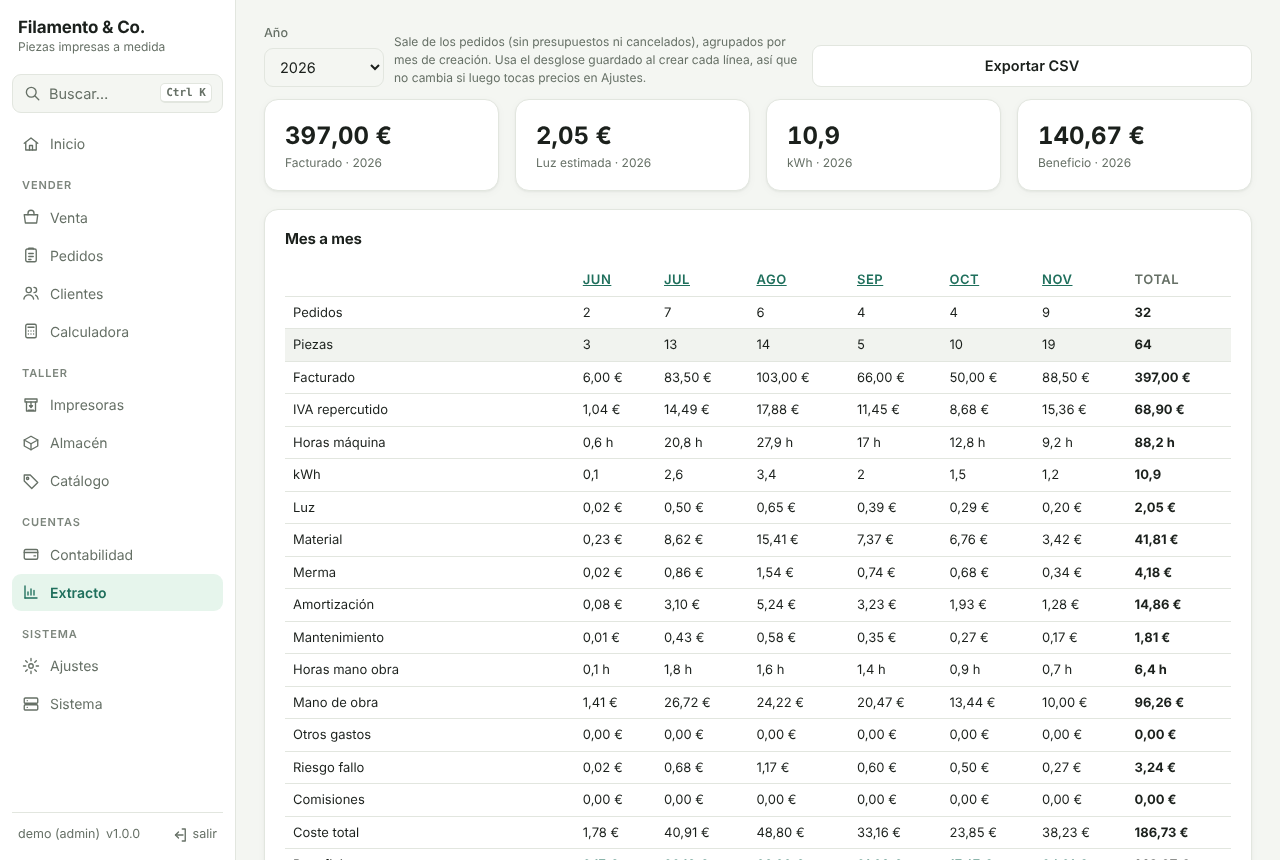 Filamento & Co.
Piezas impresas a medida
Buscar... Ctrl K
Inicio
VENDER
Venta
Pedidos
Clientes
Calculadora
TALLER
Impresoras
Almacén
Catálogo
CUENTAS
Contabilidad
Extracto
SISTEMA
Ajustes
Sistema
demo (admin) v1.0.0 salir
Año
2026
Sale de los pedidos (sin presupuestos ni cancelados), agrupados por
mes de creación. Usa el desglose guardado al crear cada línea, así que
no cambia si luego tocas precios en Ajustes.
Exportar CSV
397,00 €
Facturado · 2026
2,05 €
Luz estimada · 2026
10,9
kWh · 2026
140,67 €
Beneficio · 2026
Mes a mes
JUN JUL AGO SEP OCT NOV TOTAL
Pedidos 2 7 6 4 4 9 32
Piezas 3 13 14 5 10 19 64
Facturado 6,00 € 83,50 € 103,00 € 66,00 € 50,00 € 88,50 € 397,00 €
IVA repercutido 1,04 € 14,49 € 17,88 € 11,45 € 8,68 € 15,36 € 68,90 €
Horas máquina 0,6 h 20,8 h 27,9 h 17 h 12,8 h 9,2 h 88,2 h
kWh 0,1 2,6 3,4 2 1,5 1,2 10,9
Luz 0,02 € 0,50 € 0,65 € 0,39 € 0,29 € 0,20 € 2,05 €
Material 0,23 € 8,62 € 15,41 € 7,37 € 6,76 € 3,42 € 41,81 €
Merma 0,02 € 0,86 € 1,54 € 0,74 € 0,68 € 0,34 € 4,18 €
Amortización 0,08 € 3,10 € 5,24 € 3,23 € 1,93 € 1,28 € 14,86 €
Mantenimiento 0,01 € 0,43 € 0,58 € 0,35 € 0,27 € 0,17 € 1,81 €
Horas mano obra 0,1 h 1,8 h 1,6 h 1,4 h 0,9 h 0,7 h 6,4 h
Mano de obra 1,41 € 26,72 € 24,22 € 20,47 € 13,44 € 10,00 € 96,26 €
Otros gastos 0,00 € 0,00 € 0,00 € 0,00 € 0,00 € 0,00 € 0,00 €
Riesgo fallo 0,02 € 0,68 € 1,17 € 0,60 € 0,50 € 0,27 € 3,24 €
Comisiones 0,00 € 0,00 € 0,00 € 0,00 € 0,00 € 0,00 € 0,00 €
Coste total 1,78 € 40,91 € 48,80 € 33,16 € 23,85 € 38,23 € 186,73 €